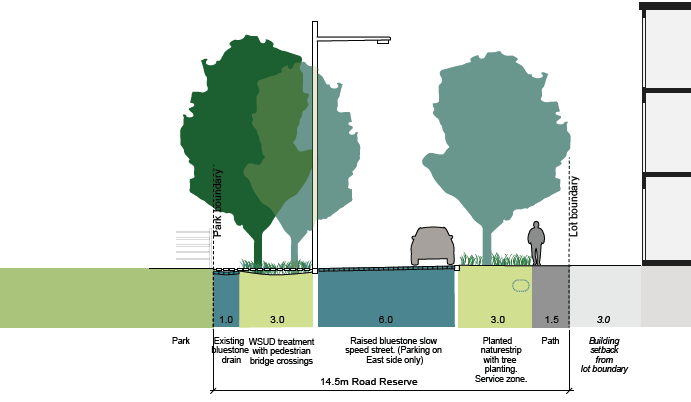 Park boundary
Lot boundary
1.0
3.0
6.0
3.0
1.5
3.0
Park
Existing
bluestone
drain
WSUD treatment
with pedestrian
bridge crossings
Raised bluestone slow
speed street. (Parking on
East side only)
Planted
naturestrip
with tree
planting.
Service zone.
Path
Building
setback
from
lot boundary
14.5m Road Reserve